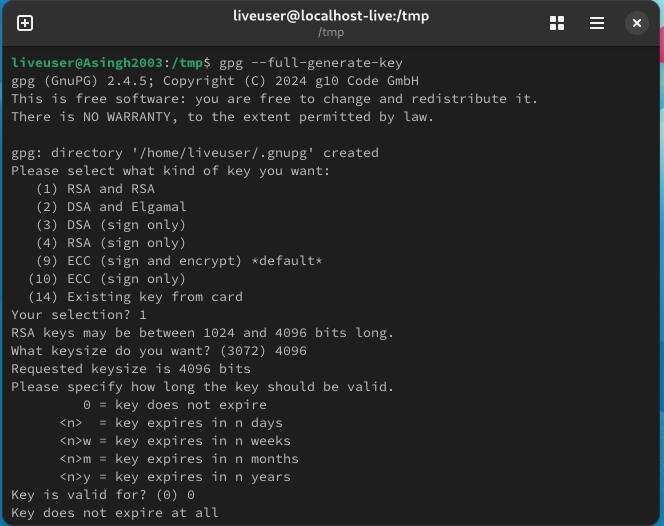 liveuser@localhost-live:/tmp
/tmp
liveuser@Asingh2003:/tmp$ gpg --full-generate-key
gpg (GnuPG) 2.4.5; Copyright (C) 2024 g10 Code GmbH
This is free software: you are free to change and redistribute it.
There is NO WARRANTY, to the extent permitted by law.

gpg: directory '/home/liveuser/.gnupg' created
Please select what kind of key you want:
   (1) RSA and RSA
   (2) DSA and Elgamal
   (3) DSA (sign only)
   (4) RSA (sign only)
   (9) ECC (sign and encrypt) *default*
  (10) ECC (sign only)
  (14) Existing key from card
Your selection? 1
RSA keys may be between 1024 and 4096 bits long.
What keysize do you want? (3072) 4096
Requested keysize is 4096 bits
Please specify how long the key should be valid.
         0 = key does not expire
      <n>  = key expires in n days
      <n>w = key expires in n weeks
      <n>m = key expires in n months
      <n>y = key expires in n years
Key is valid for? (0) 0
Key does not expire at all